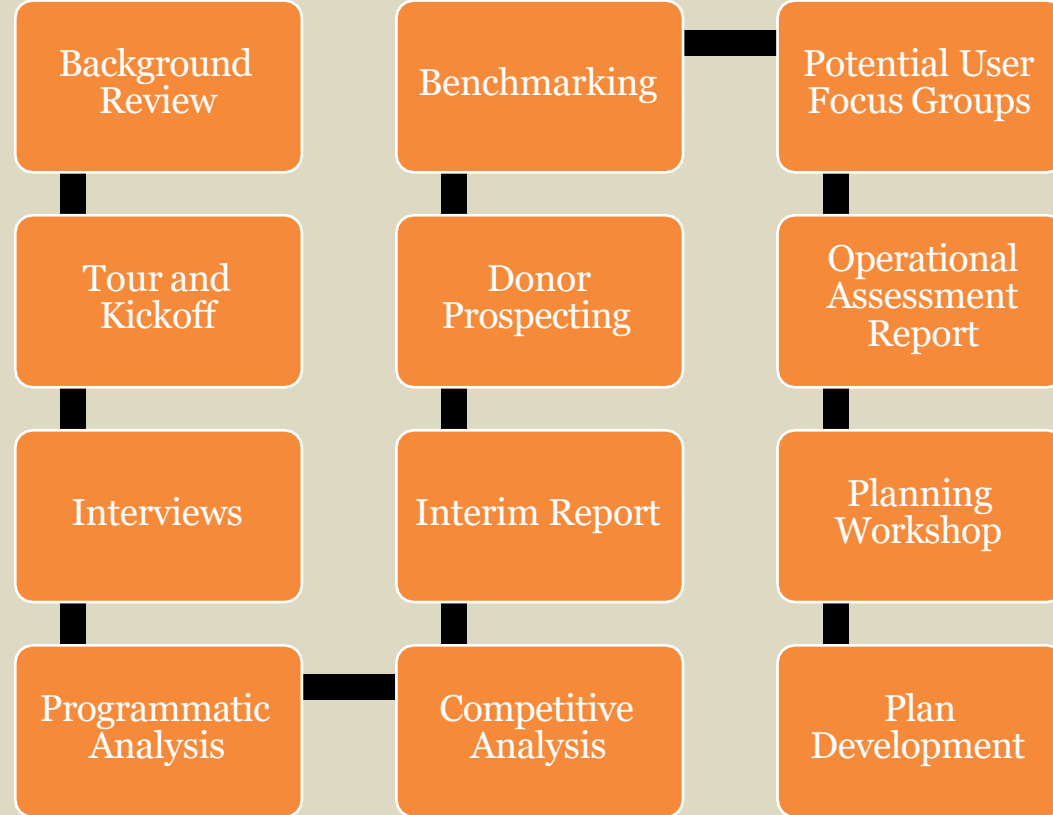 Background
Review
Tour and
Kickoff
Interviews
Programmatic
Analysis
Competitive
Analysis
Interim Report
Donor
Prospecting
Benchmarking
Potential User
Focus Groups
Operational
Assessment
Report
Planning
Workshop
Plan
Development